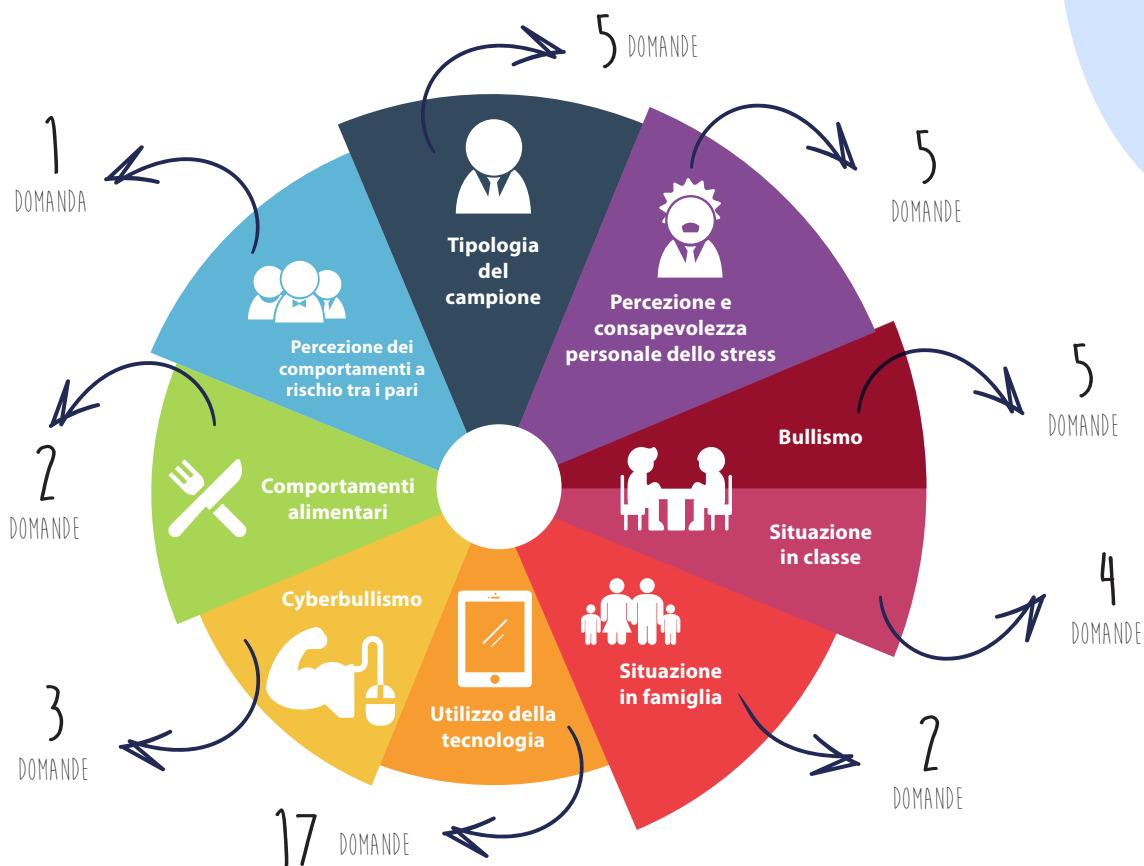 5 DOMANDE
Tipologia
del
campione
5
DOMANDE
Percezione e
consapevolezza
personale dello stress
5
DOMANDE
Bullismo
4
DOMANDE
Situazione
in classe
2
DOMANDE
Situazione
in famiglia
17 DOMANDE
Utilizzo della
tecnologia
3
DOMANDE
Cyberbullismo
2
DOMANDE
Comportamenti
alimentari
1
DOMANDA
Percezione dei
comportamenti a
rischio tra i pari